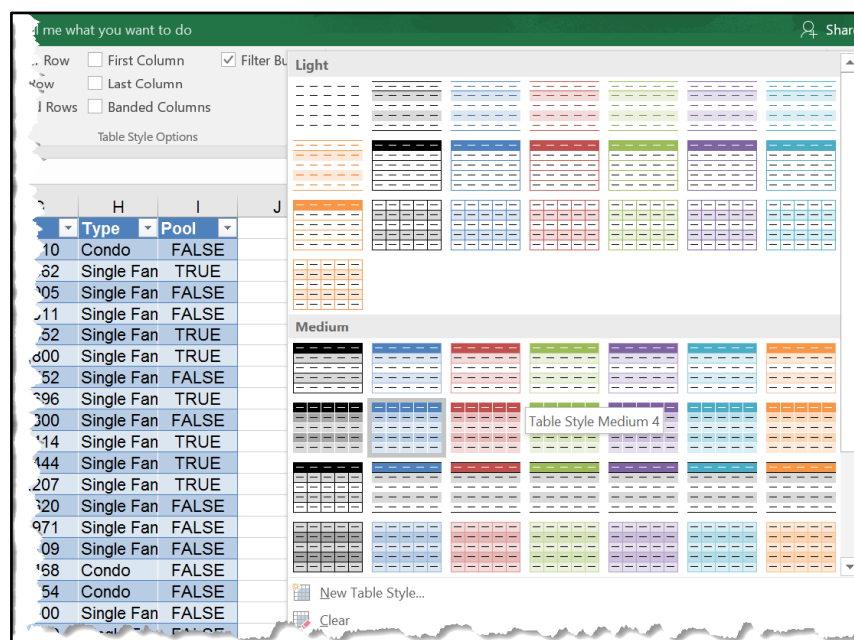 me what you want to do
Share
Row
First Column
Filter Bu
Light
Last Column
Rows
Banded Columns
Table Style Options
H I J
Type Pool
10 Condo FALSE
Single Fan TRUE
Single Fan FALSE
Single Fan FALSE
52 Single Fan TRUE
800 Single Fan TRUE
52 Single Fan FALSE
696 Single Fan TRUE
Single Fan FALSE
Single Fan TRUE
444 Single Fan TRUE
207 Single Fan TRUE
Single Fan FALSE
971 Single Fan FALSE
09 Single Fan FALSE
Condo FALSE
54 Condo FALSE
00 Single Fan FALSE
Medium
Table Style Medium 4
New Table Style...
Clear